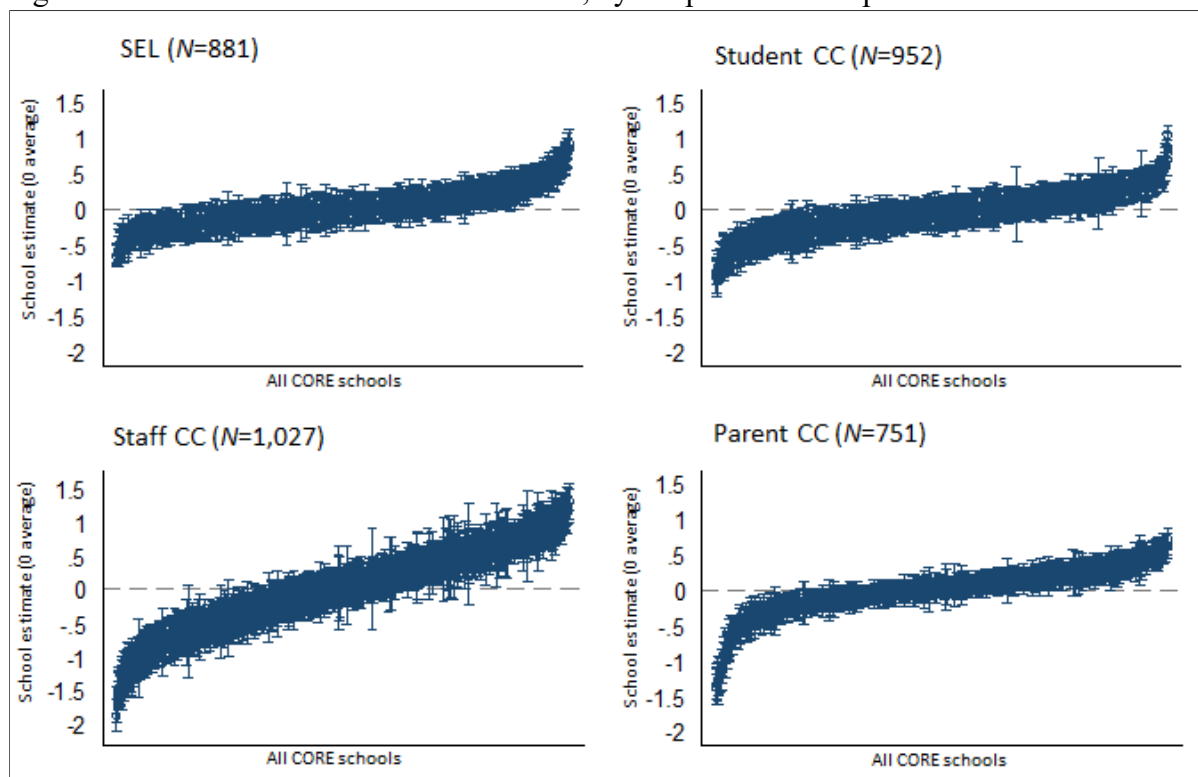 SEL (N=881)
School estimate (0 average)
1.5
1
.5
0
-.5
-1
-1.5
-2
All CORE schools
Student CC (N=952)
School estimate (0 average)
1.5
1
.5
0
-.5
-1
-1.5
-2
All CORE schools
Staff CC (N=1,027)
School estimate (0 average)
1.5
1
.5
0
-.5
-1
-1.5
-2
All CORE schools
Parent CC (N=751)
School estimate (0 average)
1.5
1
.5
0
-.5
-1
-1.5
-2
All CORE schools